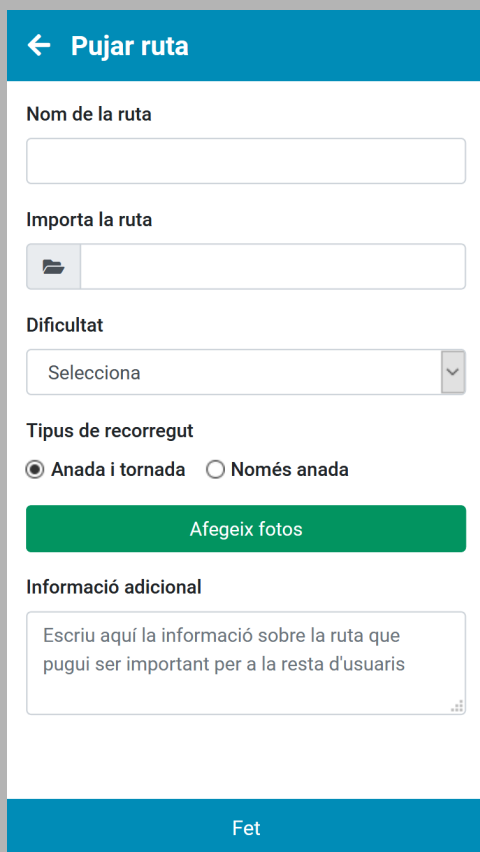 Pujar ruta
Nom de la ruta
Importa la ruta
Dificultat
Selecciona
Tipus de recorregut
Anada i tornada Només anada
Afegeix fotos
Informació adicional
Escriu aquí la informació sobre la ruta que
pugui ser important per a la resta d'usuaris
Fet